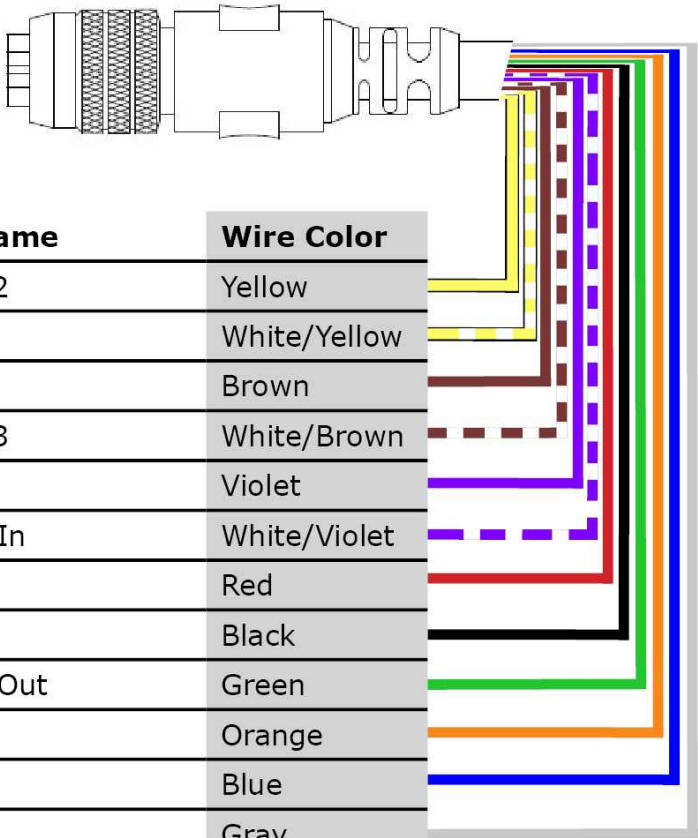 ame Wire Color
2 Yellow
White/Yellow
Brown
3 White/Brown
Violet
In White/Violet
Red
Black
Out Green
Orange
Blue
Gray